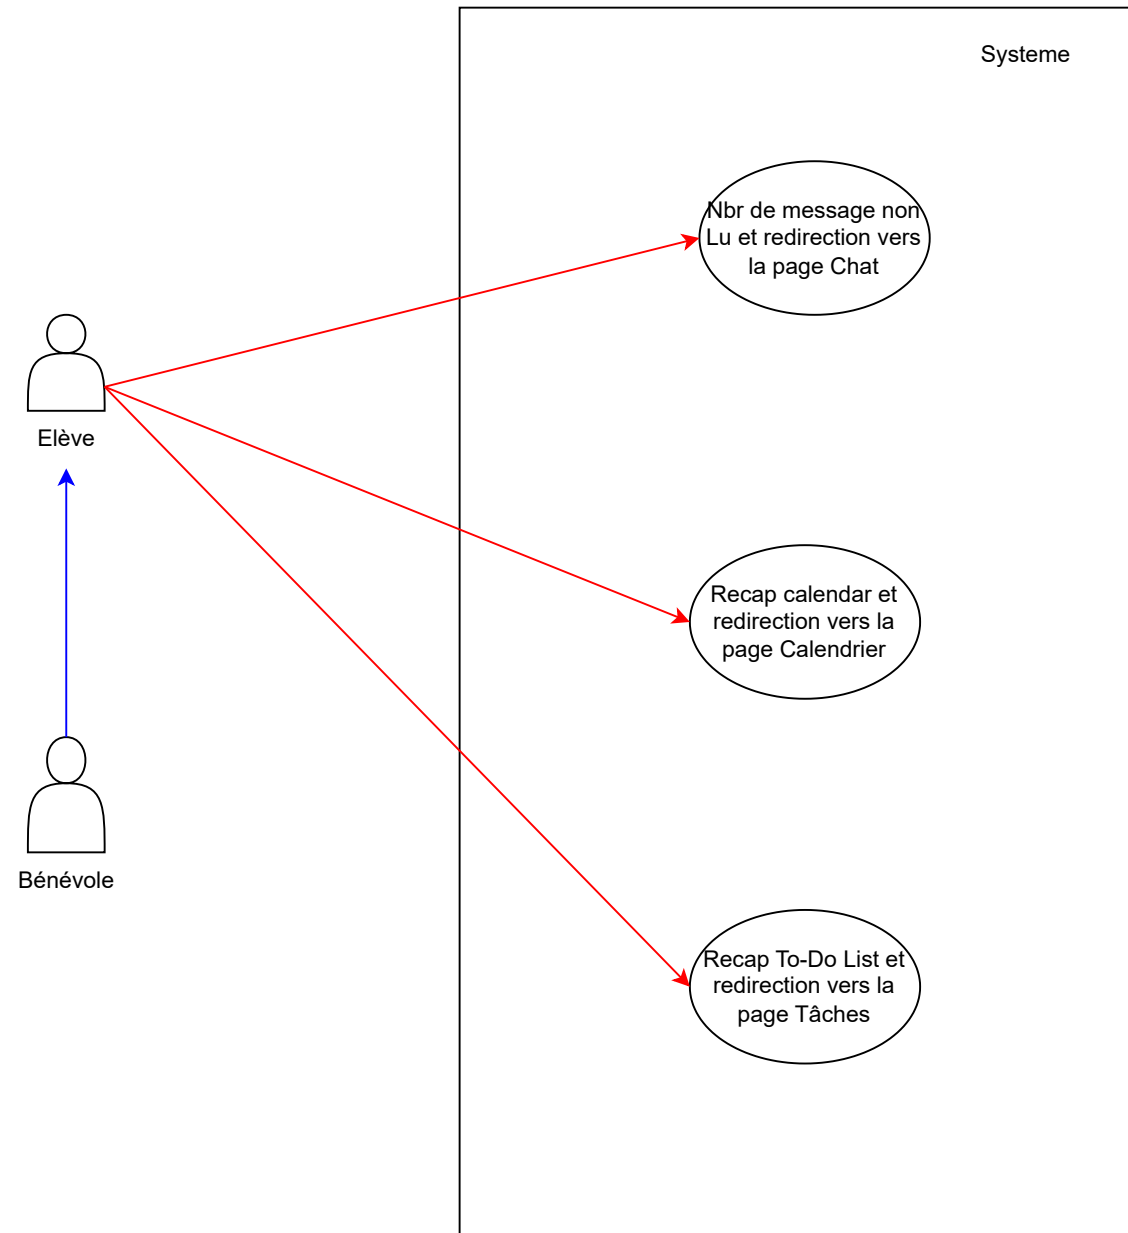 Systeme
Nbr de message non
Lu et redirection vers
la page Chat
Elève
Recap calendar et
redirection vers la
page Calendrier
Bénévole
Recap To-Do List et
redirection vers la
page Tâches